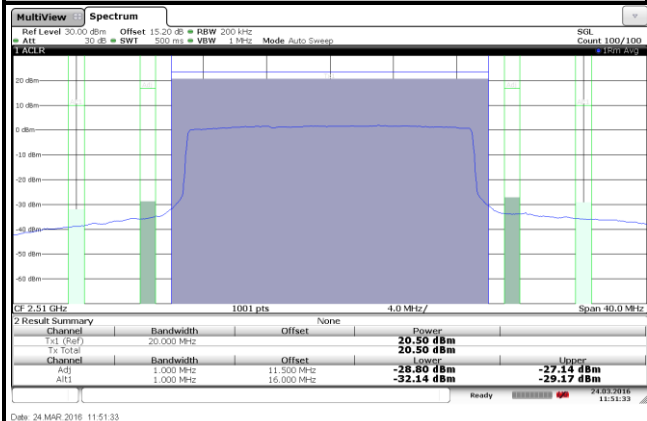 MultiView Spectrum
Ref Level 30.00 dBm Offset 15.20 dB RBW 200 kHz SGL
Att 30 dB SWT 500 ms VBW 1 MHz Mode Auto Sweep Count 100/100
1 ACLR 1Rm Avg
20 dBm
10 dBm
0 dBm
-10 dBm
-20 dBm
-30 dBm
-40 dBm
-50 dBm
-60 dBm
CF 2.51 GHz 1001 pts 4.0 MHz/ Span 40.0 MHz
2 Result Summary None
Channel Bandwidth Offset Power
Tx1 (Ref) 20.000 MHz 20.50 dBm
Tx Total 20.50 dBm
Channel Bandwidth Offset Lower Upper
Adj 1.000 MHz 11.500 MHz -28.80 dBm -27.14 dBm
Alt1 1.000 MHz 16.000 MHz -32.14 dBm -29.17 dBm
Ready 24.03.2016
11:51:33
Date: 24.MAR.2016 11:51:33